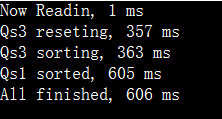 Now Readin, 1 ms
Qs3 reseting, 357 ms
Qs3 sorting, 363 ms
Qs1 sorted, 605 ms
All finished, 606 ms